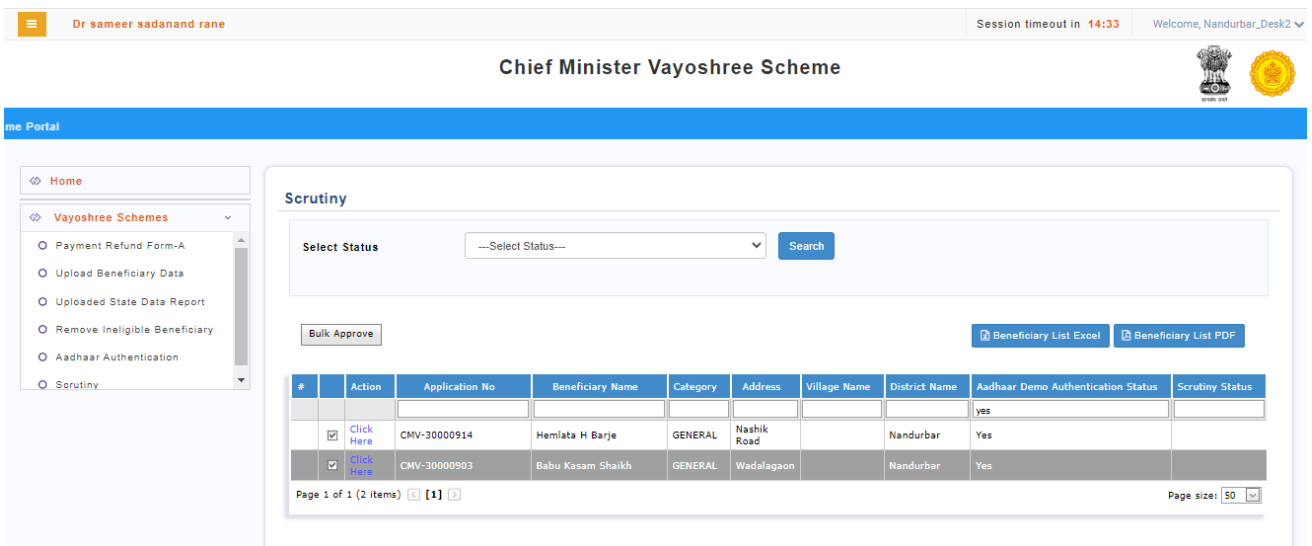 Dr sameer sadanand rane
Session timeout in 14:33
Welcome, Nandurbar_Desk2
Chief Minister Vayoshree Scheme
me Portal
Home
Vayoshree Schemes
Payment Refund Form-A
Upload Beneficiary Data
Uploaded State Data Report
Remove Ineligible Beneficiary
Aadhaar Authentication
Scrutiny
Scrutiny
Select Status ---Select Status--- Search
Bulk Approve Beneficiary List Excel Beneficiary List PDF
# Action Application No Beneficiary Name Category Address Village Name District Name Aadhaar Demo Authentication Status Scrutiny Status
yes
Click Here CMV-30000914 Hemlata H Barje GENERAL Nashik Road Nandurbar Yes
Click Here CMV-30000903 Babu Kasam Shaikh GENERAL Wadalagaon Nandurbar Yes
Page 1 of 1 (2 items) [1] Page size: 50